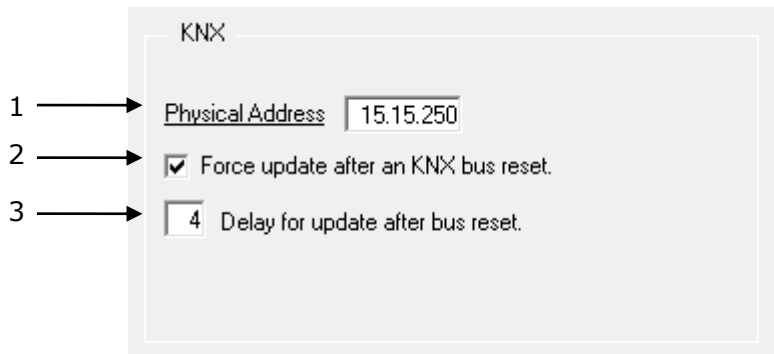 KNX
1 Physical Address 15.15.250
2 Force update after an KNX bus reset.
3 4 Delay for update after bus reset.